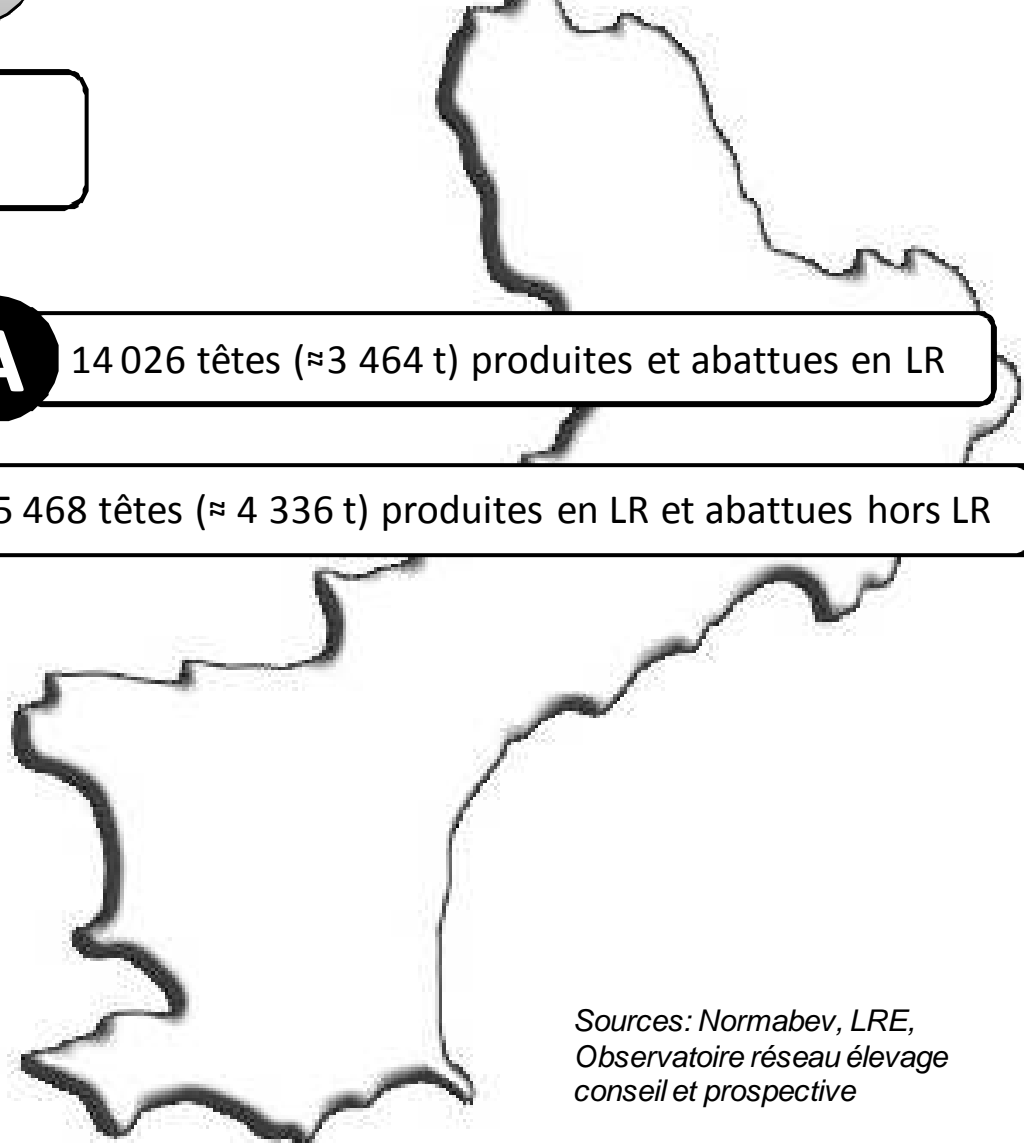 A
14 026 têtes (≈3 464 t) produites et abattues en LR
5 468 têtes (≈ 4 336 t) produites en LR et abattues hors LR
Sources: Normabev, LRE,
Observatoire réseau élevage
conseil et prospective